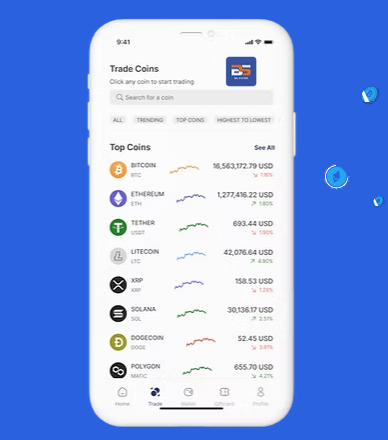 9:41
Trade Coins
Click any coin to start trading
BS
Search for a coin
ALL TRENDING TOP COINS HIGHEST TO LOWEST
Top Coins See All
BITCOIN 16,563,172.79 USD
BTC 1.16%
ETHEREUM 1,277,416.22 USD
ETH 1.80%
TETHER 693.44 USD
USDT 1.90%
LITECOIN 42,076.64 USD
LTC 4.90%
XRP 158.53 USD
XRP 1.28%
SOLANA 30,136.17 USD
SOL 2.51%
DOGECOIN 52.45 USD
DOGE 3.81%
POLYGON 655.70 USD
MATIC 4.21%
Home Trade Wallet Giftcard Profile